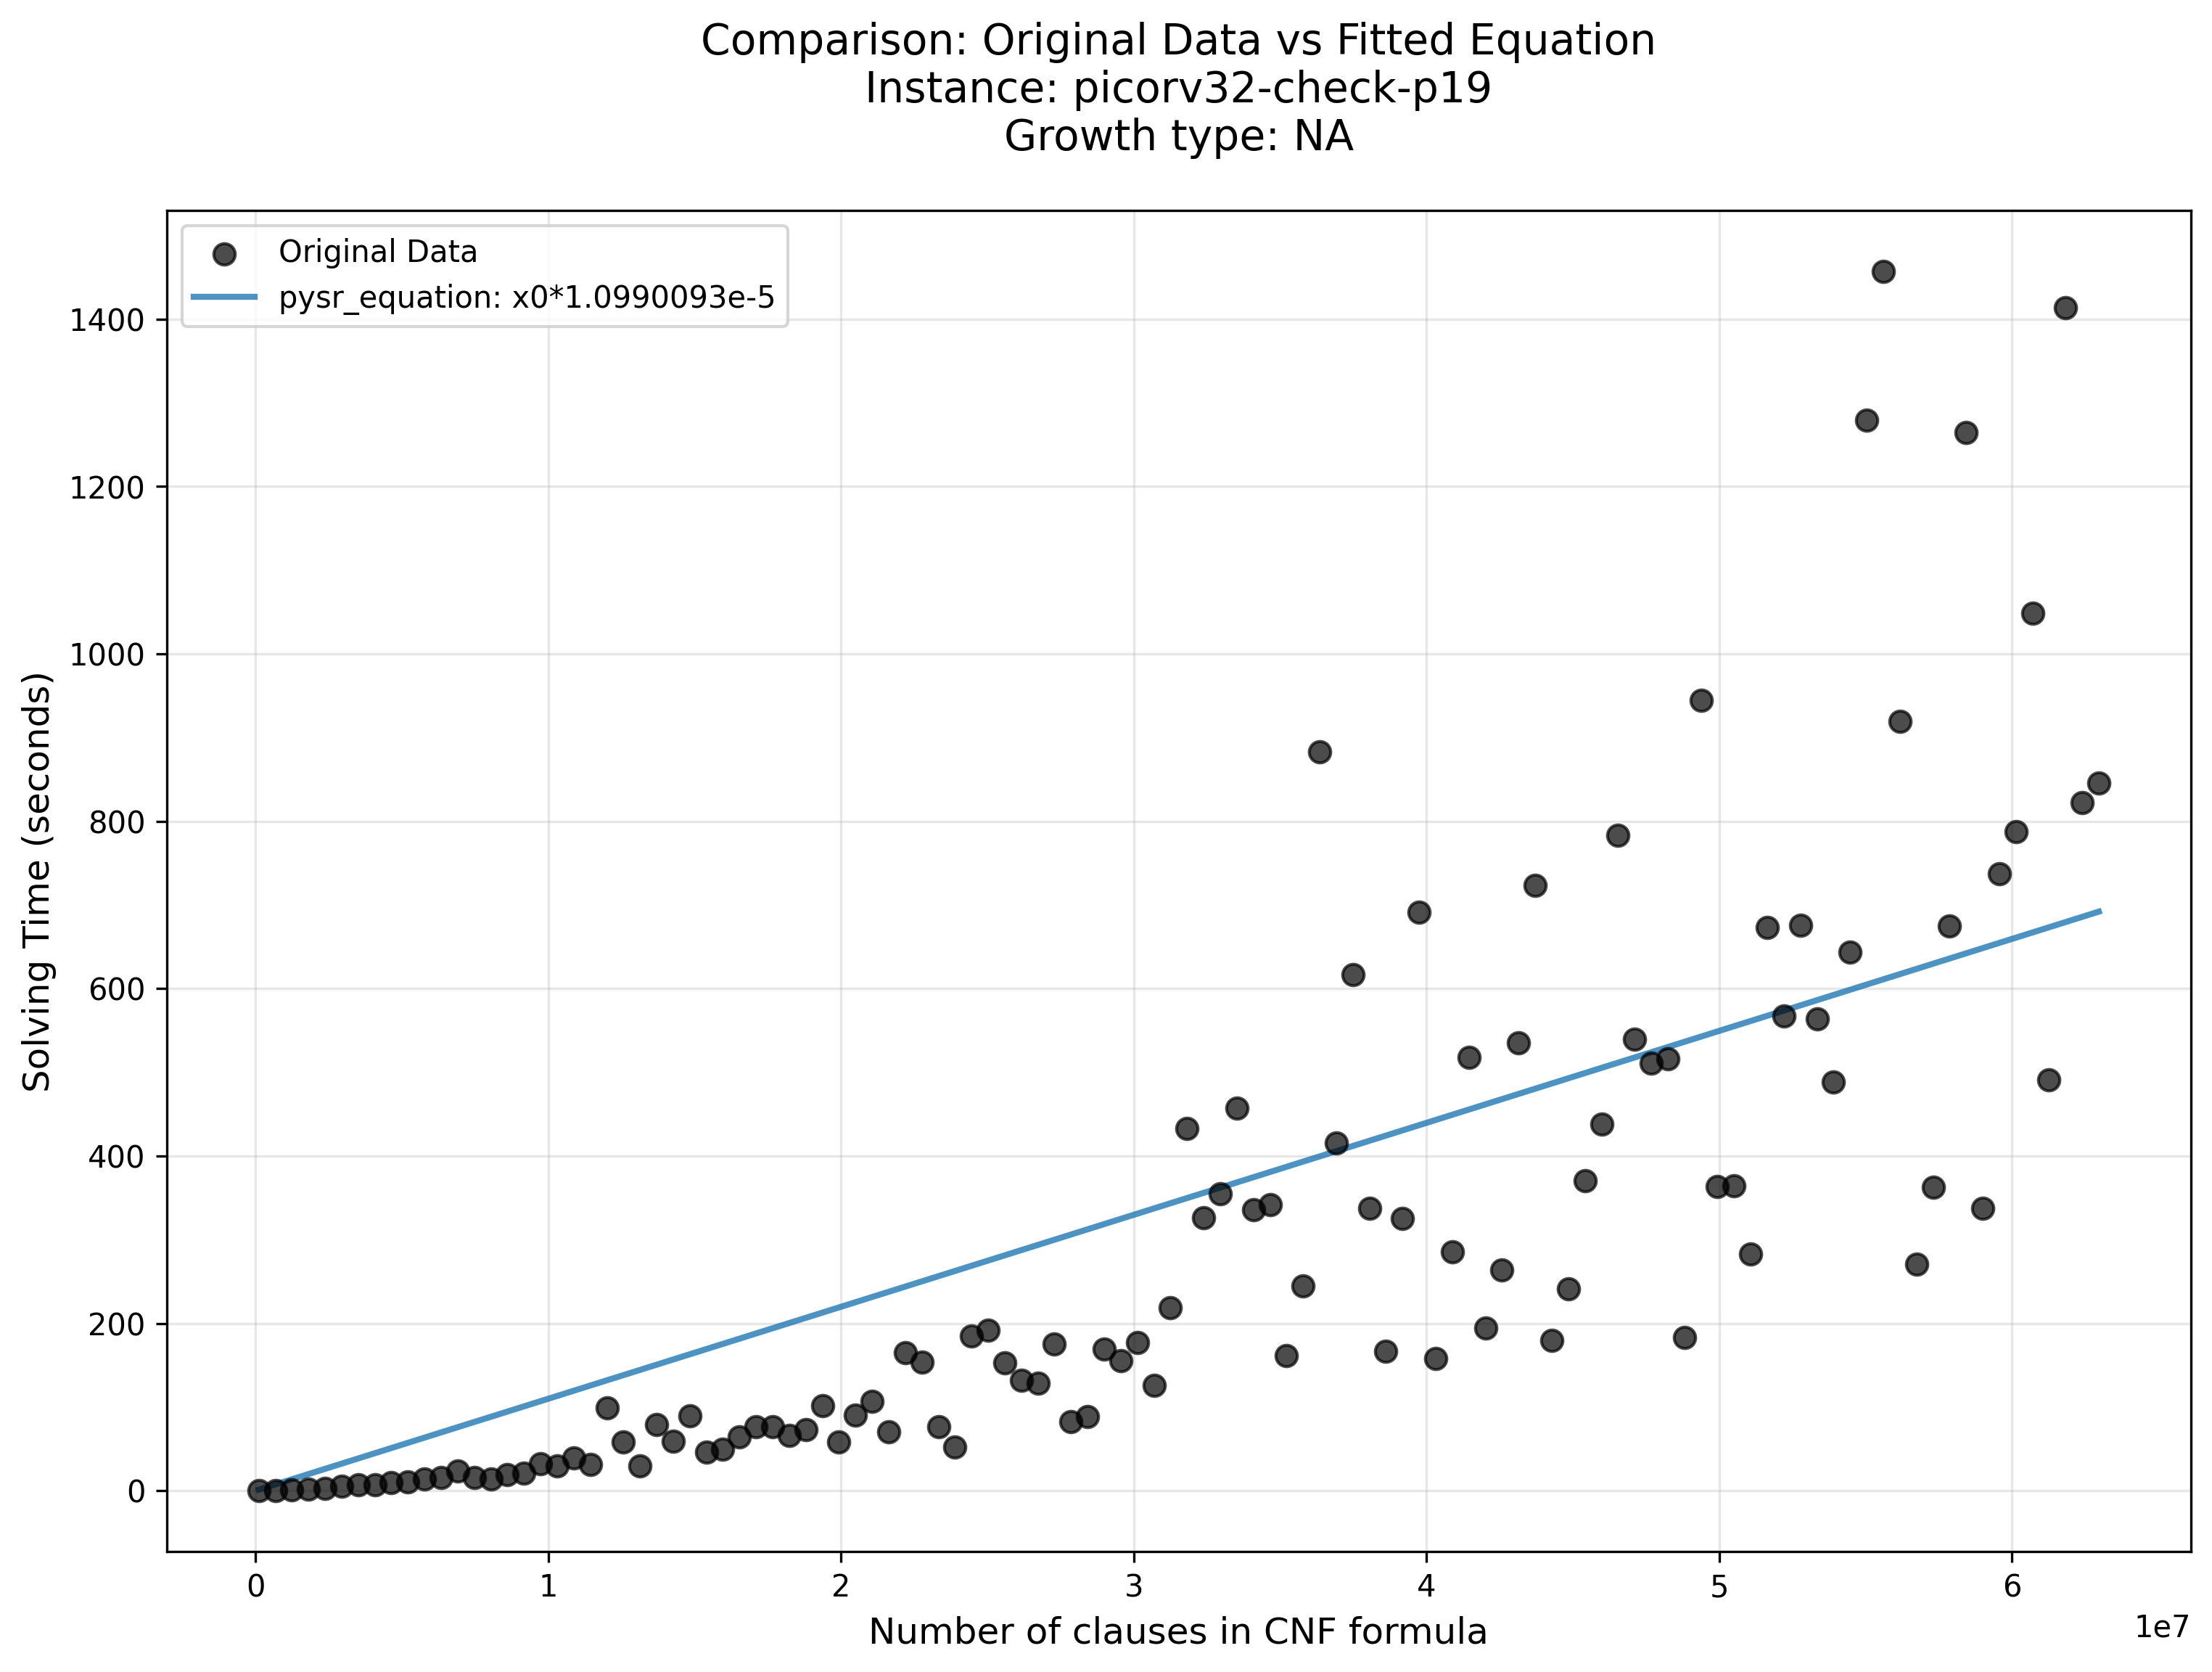 Comparison: Original Data vs Fitted Equation
Instance: picorv32-check-p19
Growth type: NA
Original Data
pysr_equation: x0*1.0990093e-5
1400
1200
1000
800
600
400
200
0
Solving Time (seconds)
0 1 2 3 4 5 6
1e7
Number of clauses in CNF formula